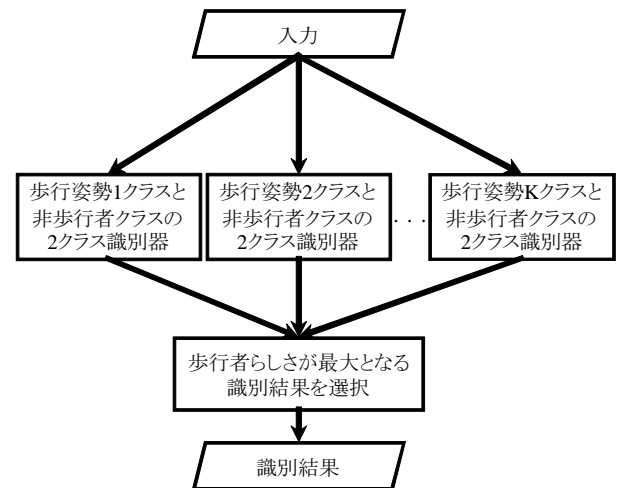 入力
歩行姿勢1クラスと
非歩行者クラスの
2クラス識別器
歩行姿勢2クラスと
非歩行者クラスの
2クラス識別器
・・・
歩行姿勢Kクラスと
非歩行者クラスの
2クラス識別器
歩行者らしさが最大となる
識別結果を選択
識別結果